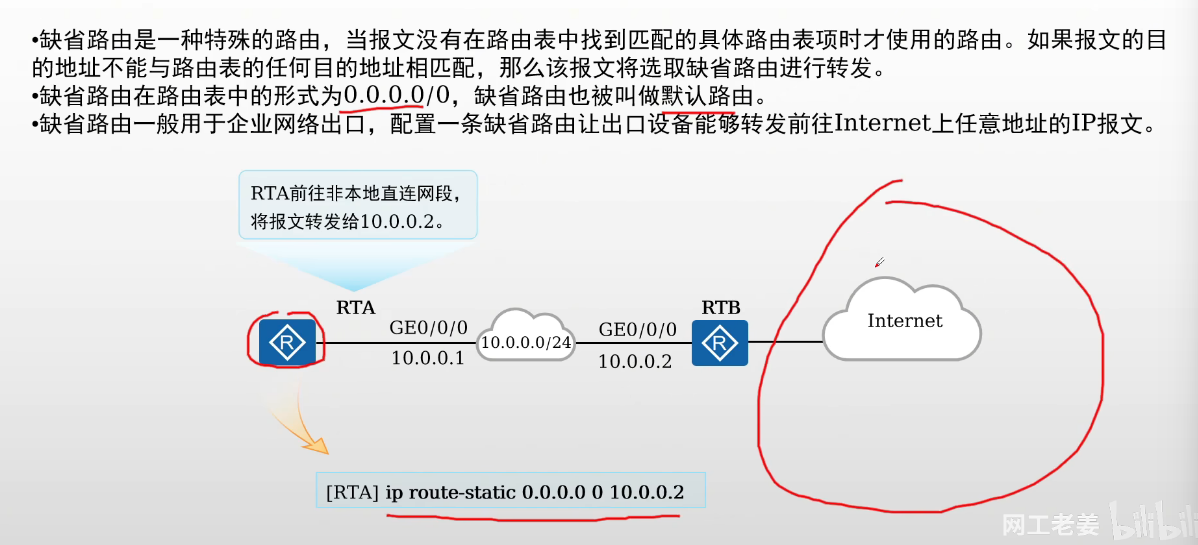 •缺省路由是一种特殊的路由，当报文没有在路由表中找到匹配的具体路由表项时才使用的路由。如果报文的目
的地址不能与路由表的任何目的地址相匹配，那么该报文将选取缺省路由进行转发。
•缺省路由在路由表中的形式为0.0.0.0/0，缺省路由也被叫做默认路由。
•缺省路由一般用于企业网络出口，配置一条缺省路由让出口设备能够转发前往Internet上任意地址的IP报文。
RTA前往非本地直连网段，
将报文转发给10.0.0.2。
RTA
RTB
GE0/0/0
GE0/0/0
Internet
R
10.0.0.0/24
R
10.0.0.1
10.0.0.2
[RTA] ip route-static 0.0.0.0 0 10.0.0.2
网工老姜 bilibili